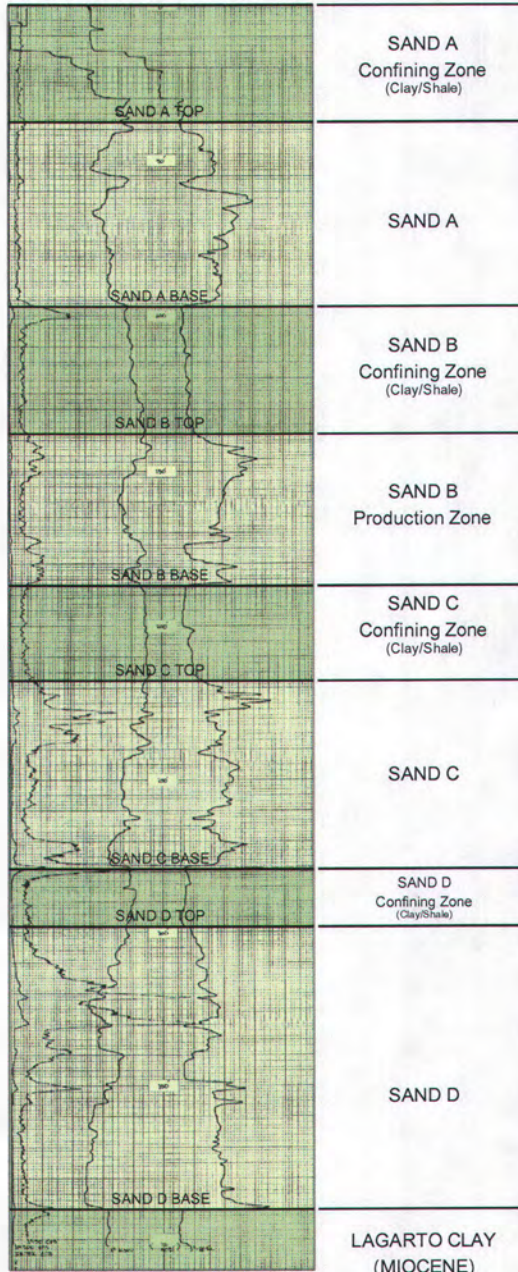 SAND A
Confining Zone
(Clay/Shale)
SAND A TOP
SAND A
SAND A BASE
SAND B
Confining Zone
(Clay/Shale)
SAND B TOP
SAND B
Production Zone
SAND B BASE
SAND C
Confining Zone
(Clay/Shale)
SAND C TOP
SAND C
SAND C BASE
SAND D
Confining Zone
(Clay/Shale)
SAND D TOP
SAND D
SAND D BASE
LAGARTO CLAY
(MIOCENE)